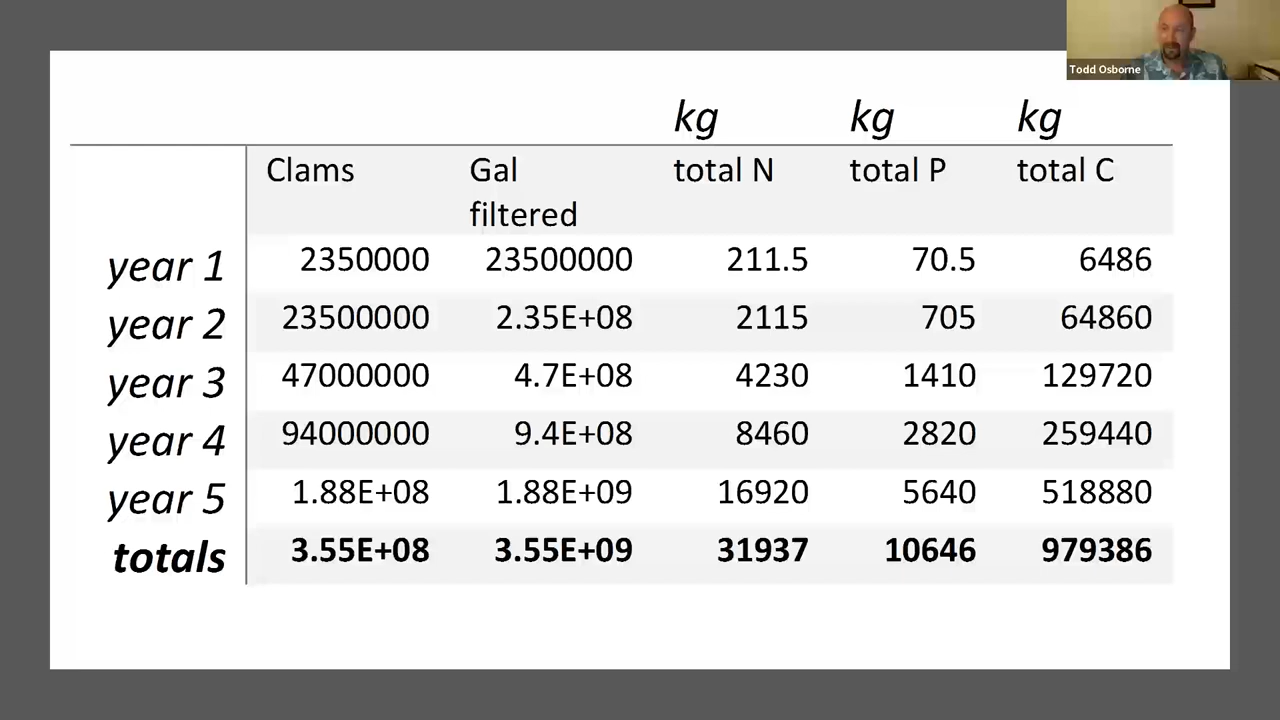 Todd Osborne
kg kg kg
Clams Gal filtered total N total P total C
year 1 2350000 23500000 211.5 70.5 6486
year 2 23500000 2.35E+08 2115 705 64860
year 3 47000000 4.7E+08 4230 1410 129720
year 4 94000000 9.4E+08 8460 2820 259440
year 5 1.88E+08 1.88E+09 16920 5640 518880
totals 3.55E+08 3.55E+09 31937 10646 979386